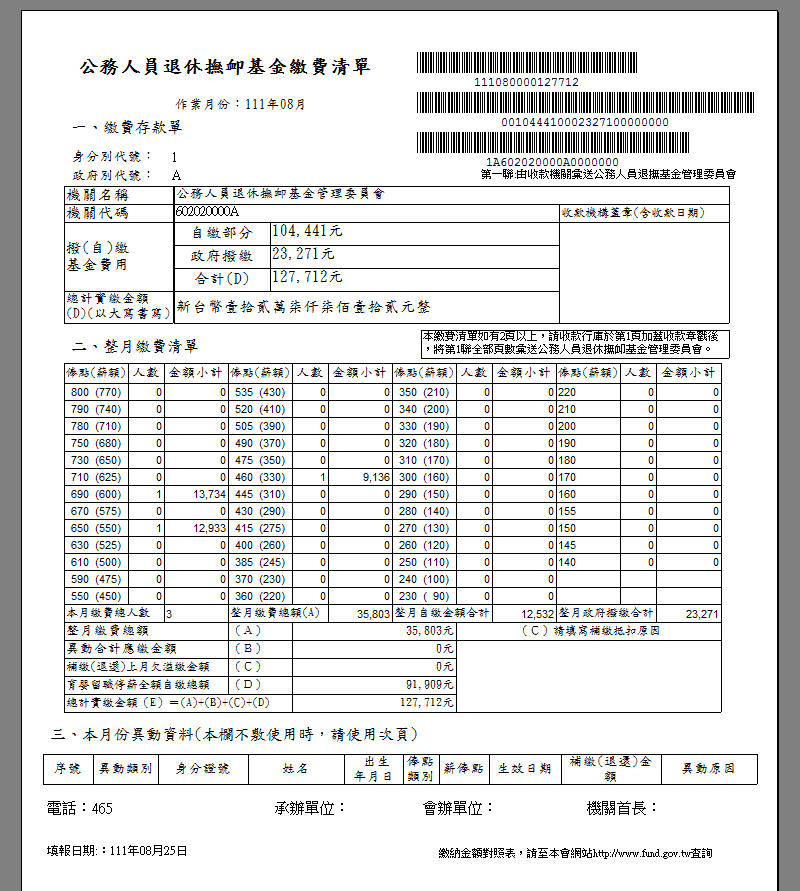 公務人員退休撫卹基金繳費清單
111080000127712
作業月份：111年08月
001044410002327100000000
一、繳費存款單
1A602020000A0000000
身分別代號： 1
政府別代號： A
第一聯:由收款機關彙送公務人員退撫基金管理委員會
機關名稱 公務人員退休撫卹基金管理委員會
機關代碼 602020000A 收款機構蓋章(含收款日期)
撥(自)繳基金費用 自繳部分 104,441元
政府撥繳 23,271元
合計(D) 127,712元
總計實繳金額(D)(以大寫書寫) 新台幣壹拾貳萬柒仟柒佰壹拾貳元整
二、整月繳費清單
本繳費清單如有2頁以上，請收款行庫於第1頁加蓋收款章戳後
，將第1聯全部頁數彙送公務人員退休撫卹基金管理委員會。
俸點(薪額) 人數 金額小計 俸點(薪額) 人數 金額小計 俸點(薪額) 人數 金額小計 俸點(薪額) 人數 金額小計
800 (770) 0 0 535 (430) 0 0 350 (210) 0 0 220 0 0
790 (740) 0 0 520 (410) 0 0 340 (200) 0 0 210 0 0
780 (710) 0 0 505 (390) 0 0 330 (190) 0 0 200 0 0
750 (680) 0 0 490 (370) 0 0 320 (180) 0 0 190 0 0
730 (650) 0 0 475 (350) 0 0 310 (170) 0 0 180 0 0
710 (625) 0 0 460 (330) 1 9,136 300 (160) 0 0 170 0 0
690 (600) 1 13,734 445 (310) 0 0 290 (150) 0 0 160 0 0
670 (575) 0 0 430 (290) 0 0 280 (140) 0 0 155 0 0
650 (550) 1 12,933 415 (275) 0 0 270 (130) 0 0 150 0 0
630 (525) 0 0 400 (260) 0 0 260 (120) 0 0 145 0 0
610 (500) 0 0 385 (245) 0 0 250 (110) 0 0 140 0 0
590 (475) 0 0 370 (230) 0 0 240 (100) 0 0
550 (450) 0 0 360 (220) 0 0 230 ( 90) 0 0
本月繳費總人數 3 整月繳費總額(A) 35,803 整月自繳金額合計 12,532 整月政府撥繳合計 23,271
整月繳費總額 (A) 35,803元 (C)請填寫補繳抵扣原因
異動合計應繳金額 (B) 0元
補繳(退還)上月欠溢繳金額 (C) 0元
育嬰留職停薪全額自繳總額 (D) 91,909元
總計實繳金額(E)＝(A)+(B)+(C)+(D) 127,712元
三、本月份異動資料(本欄不敷使用時，請使用次頁)
序號 異動類別 身分證號 姓名 出生年月日 俸點類別 薪俸點 生效日期 補繳(退還)金額 異動原因
電話：465 承辦單位： 會辦單位： 機關首長：
填報日期:：111年08月25日
繳納金額對照表，請至本會網站http://www.fund.gov.tw查詢